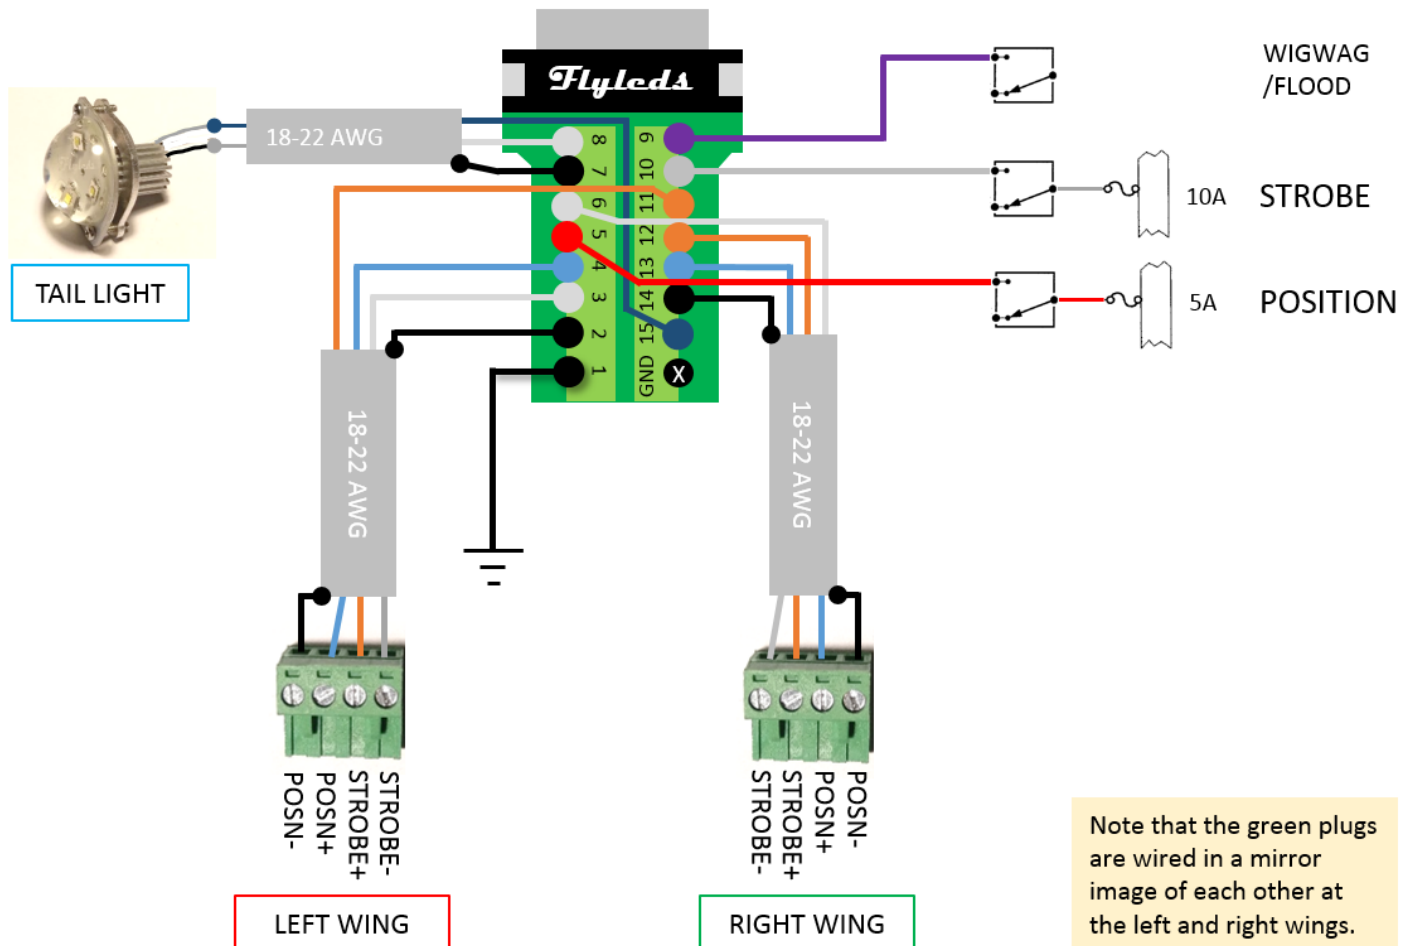 Flyleds
WIGWAG
/FLOOD
18-22 AWG
8
7
6
5
4
3
2
1
9
10
11
12
13
14
15
GND
X
10A
STROBE
5A
POSITION
TAIL LIGHT
18-22 AWG
18-22 AWG
POSN-
POSN+
STROBE+
STROBE-
STROBE-
STROBE+
POSN+
POSN-
LEFT WING
RIGHT WING
Note that the green plugs
are wired in a mirror
image of each other at
the left and right wings.